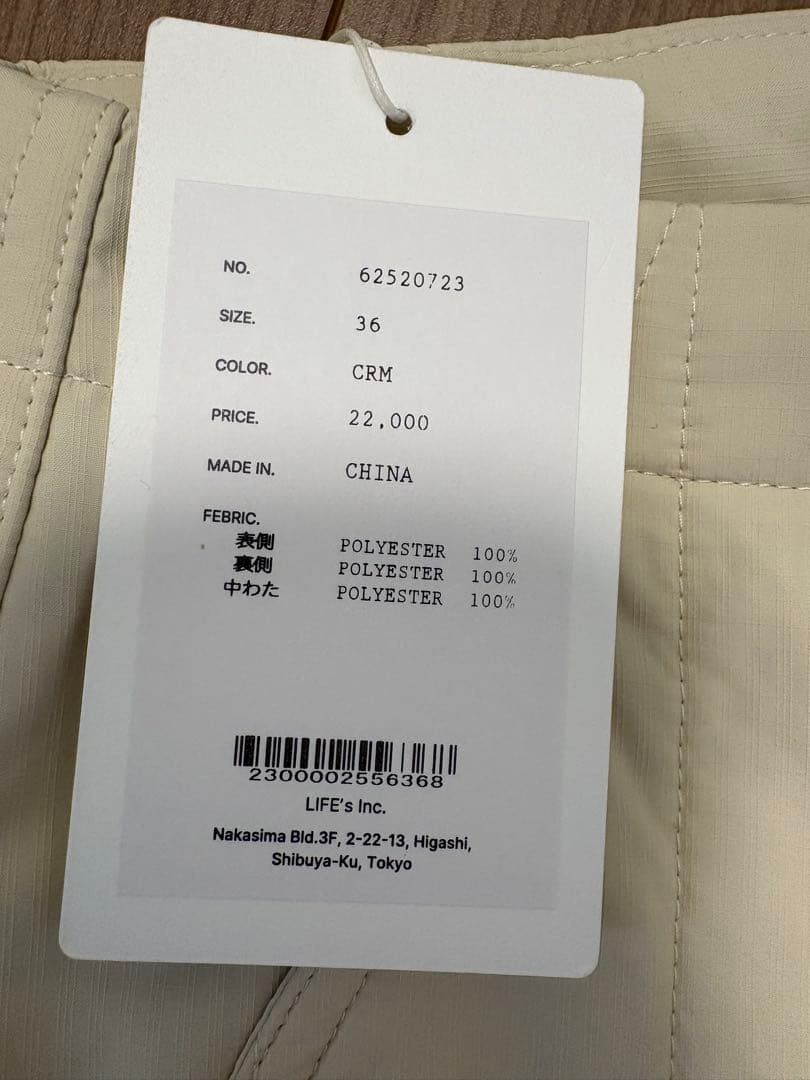 NO. 62520723
SIZE. 36
COLOR. CRM
PRICE. 22,000
MADE IN. CHINA
FEBRIC.
表側 POLYESTER 100%
裏側 POLYESTER 100%
中わた POLYESTER 100%
2300002556368
LIFE's Inc.
Nakasima Bld.3F, 2-22-13, Higashi,
Shibuya-Ku, Tokyo